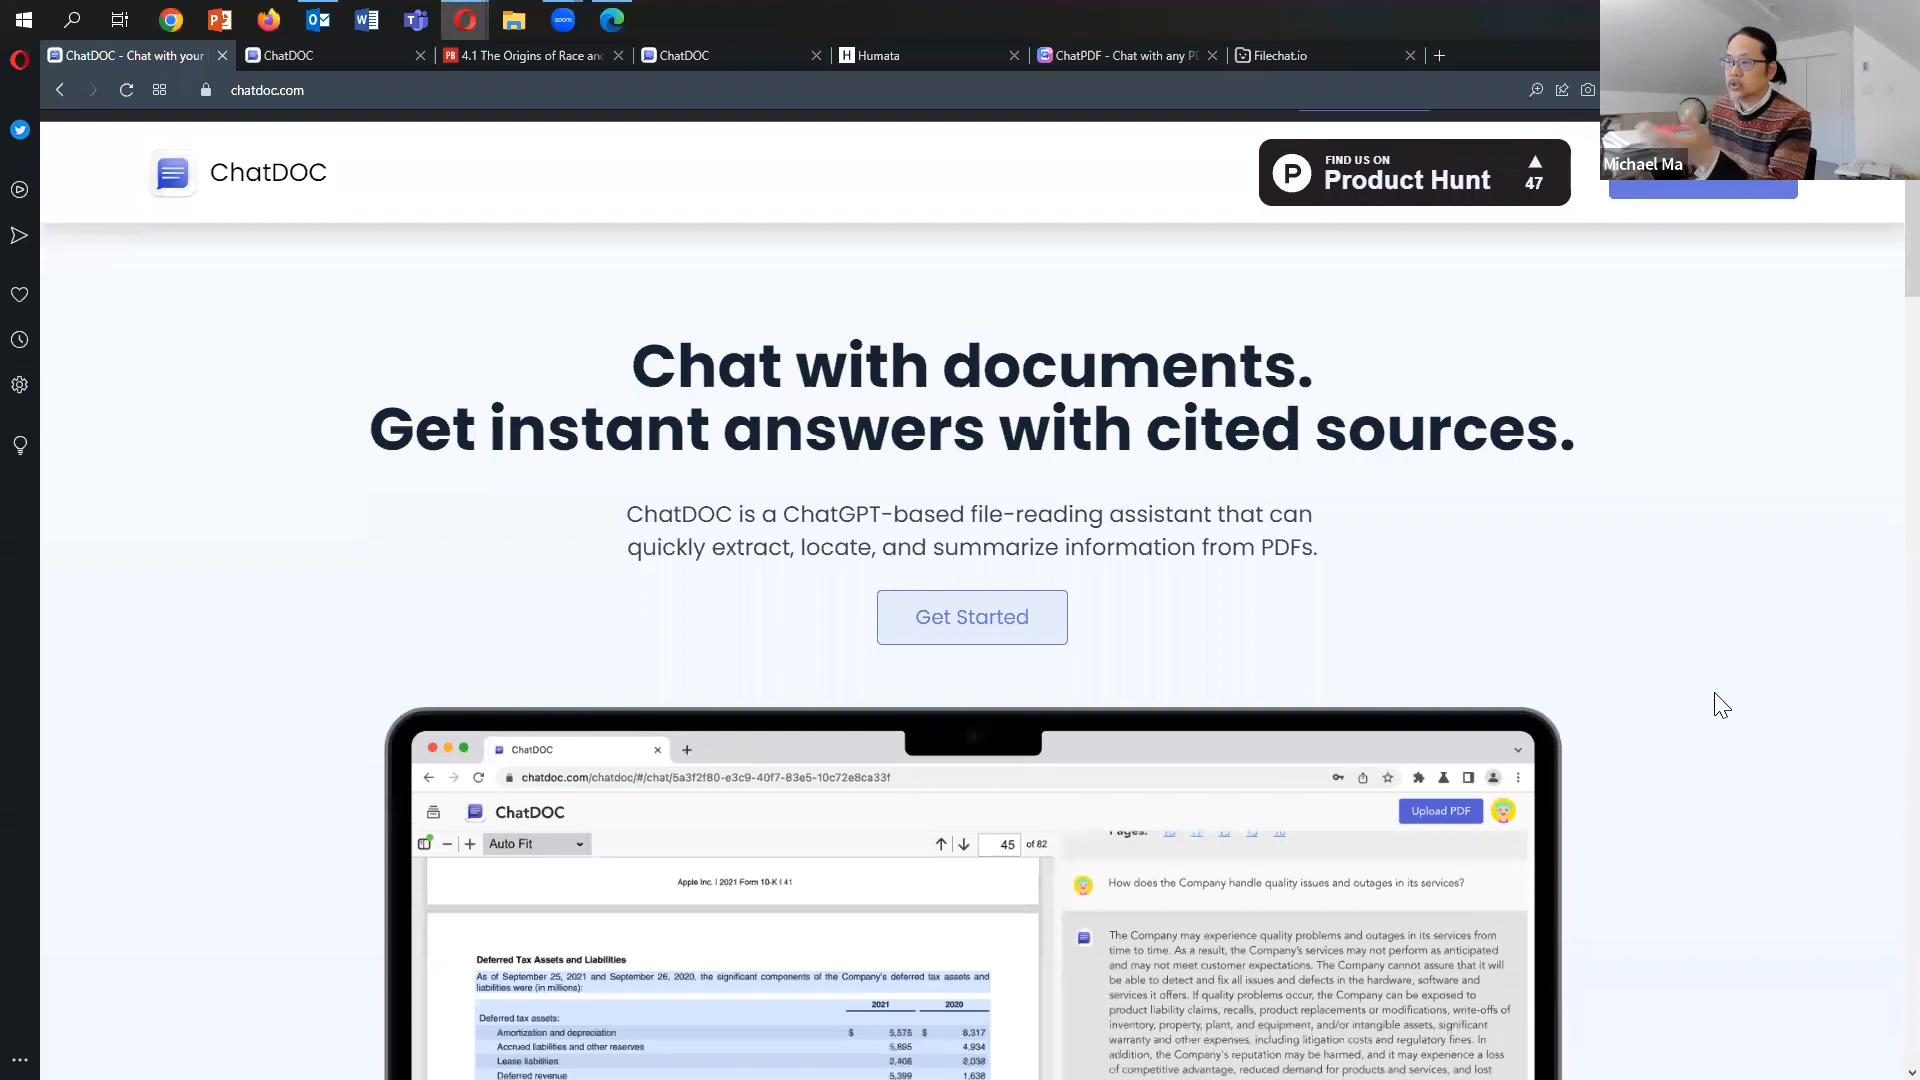 ChatDOC - Chat with your
ChatDOC
4.1 The Origins of Race an
ChatDOC
Humata
ChatPDF - Chat with any P
Filechat.io
chatdoc.com
Michael Ma
ChatDOC
FIND US ON
Product Hunt
47
Chat with documents.
Get instant answers with cited sources.
ChatDOC is a ChatGPT-based file-reading assistant that can
quickly extract, locate, and summarize information from PDFs.
Get Started
ChatDOC
chatdoc.com/chatdoc/#/chat/5a3f2f80-e3c9-40f7-83e5-10c72e8ca33f
ChatDOC
Upload PDF
Auto Fit
45 of 82
Pages:
Apple Inc. | 2021 Form 10-K | 41
How does the Company handle quality issues and outages in its services?
Deferred Tax Assets and Liabilities
As of September 25, 2021 and September 26, 2020, the significant components of the Company's deferred tax assets and
liabilities were (in millions):
2021 2020
Deferred tax assets:
Amortization and depreciation $ 5,575 $ 8,317
Accrued liabilities and other reserves 5,895 4,934
Lease liabilities 2,406 2,038
Deferred revenue 5,399 1,638
The Company may experience quality problems and outages in its services from
time to time. As a result, the Company's services may not perform as anticipated
and may not meet customer expectations. The Company cannot assure that it will
be able to detect and fix all issues and defects in the hardware, software and
services it offers. If quality problems occur, the Company can be exposed to
product liability claims, recalls, product replacements or modifications, write-offs of
inventory, property, plant, and equipment, and/or intangible assets, significant
warranty and other expenses, including litigation costs and regulatory fines. In
addition, the Company's reputation may be harmed, and it may experience a loss
of competitive advantage, reduced demand for products and services, and lost